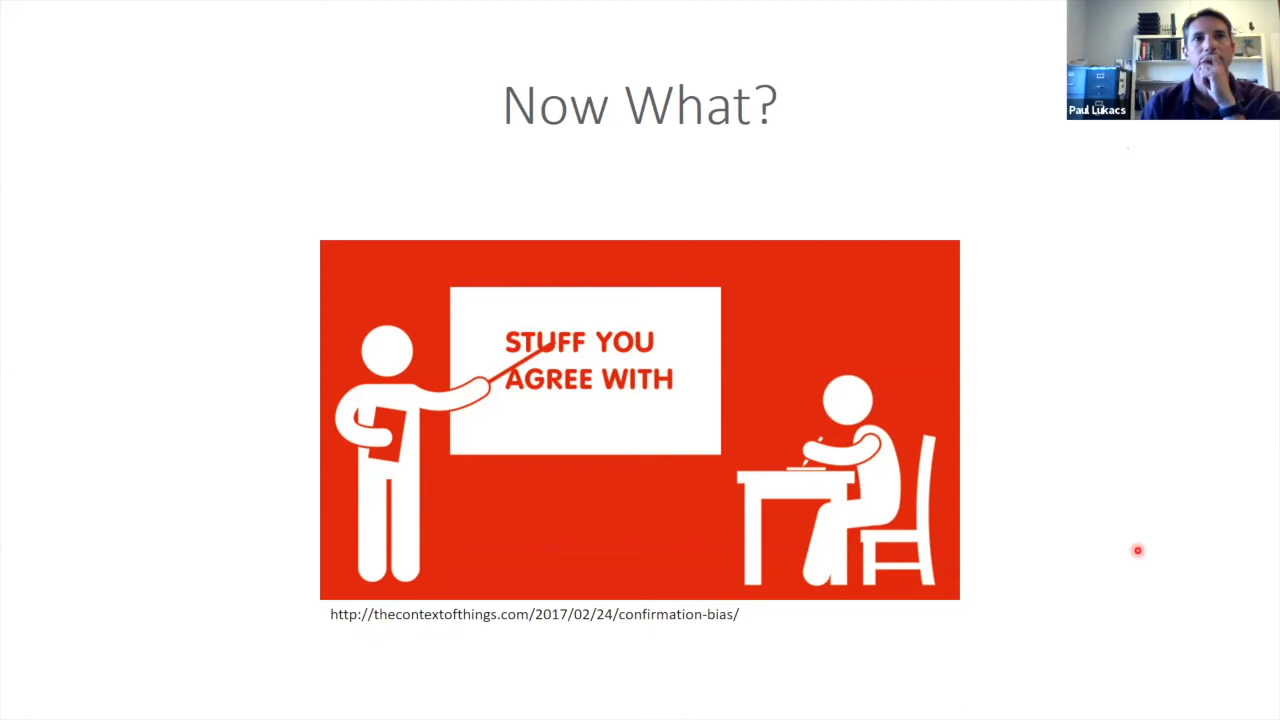 Now What?
Paul Lukacs
STUFF YOU
AGREE WITH
http://thecontextofthings.com/2017/02/24/confirmation-bias/